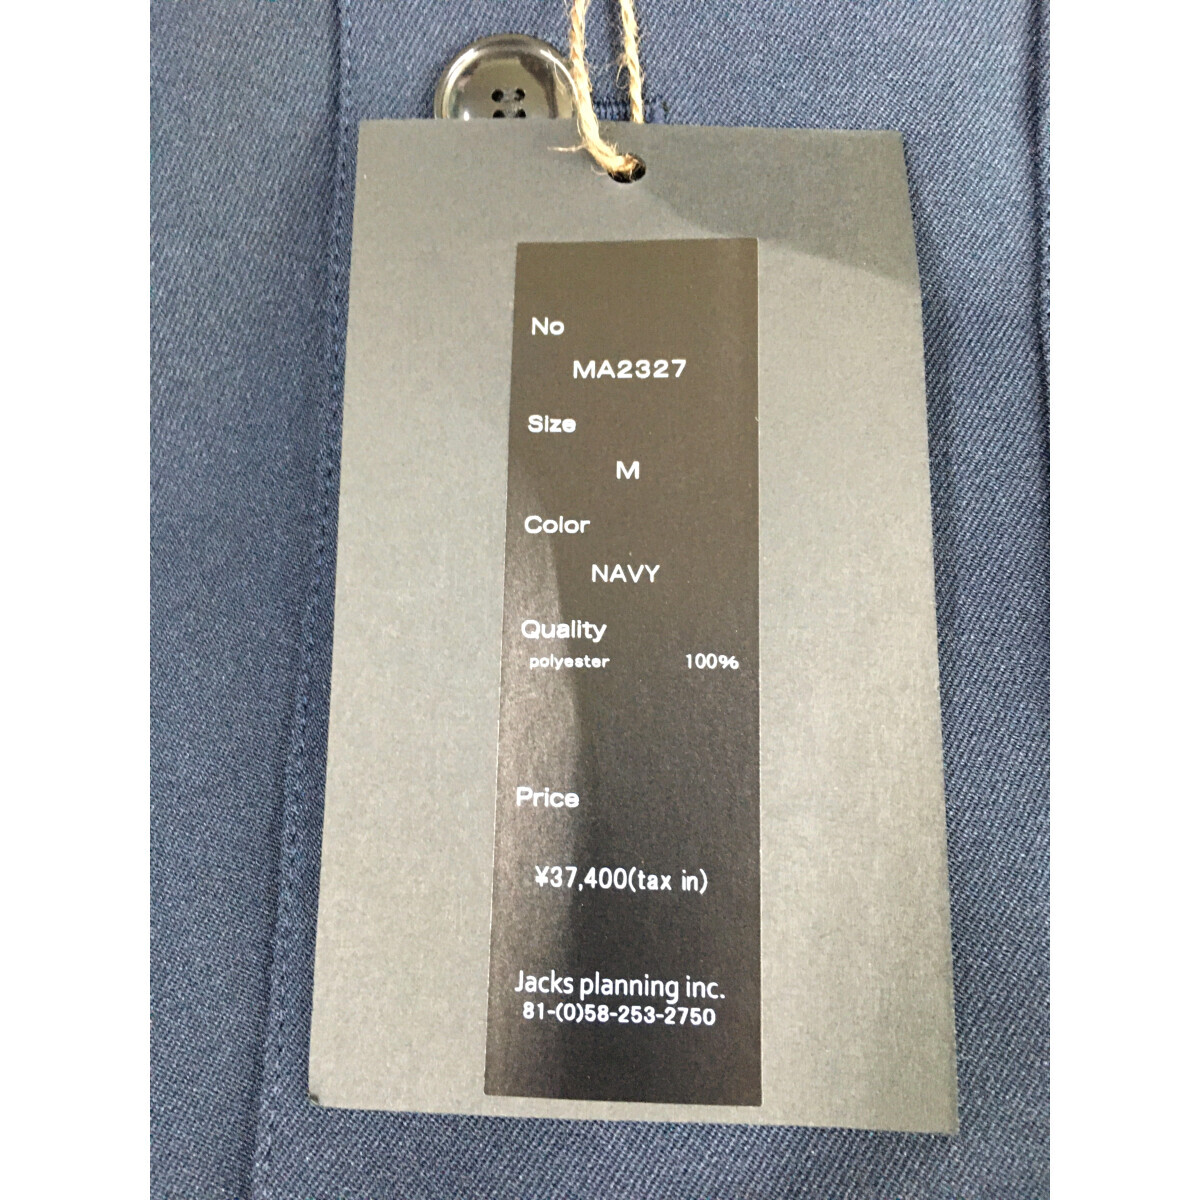 No
MA2327
Size
M
Color
NAVY
Quality
polyester 100%
Price
¥37,400(tax in)
Jacks planning inc.
81-(0)58-253-2750